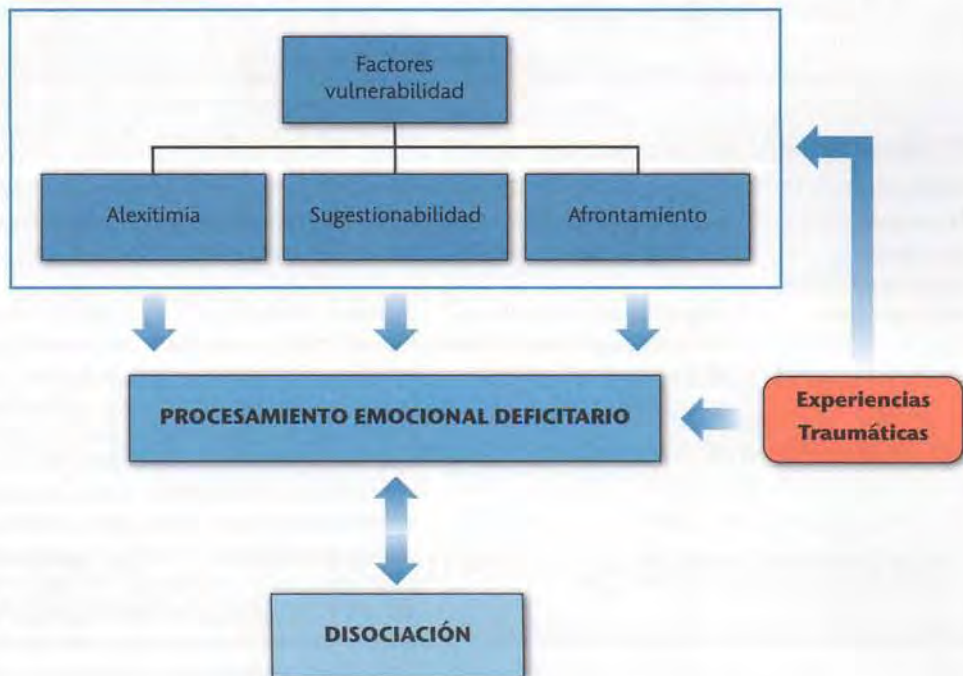 Factores
vulnerabilidad
Alexitimia
Sugestionabilidad
Afrontamiento
PROCESAMIENTO EMOCIONAL DEFICITARIO
Experiencias
Traumáticas
DISOCIACIÓN